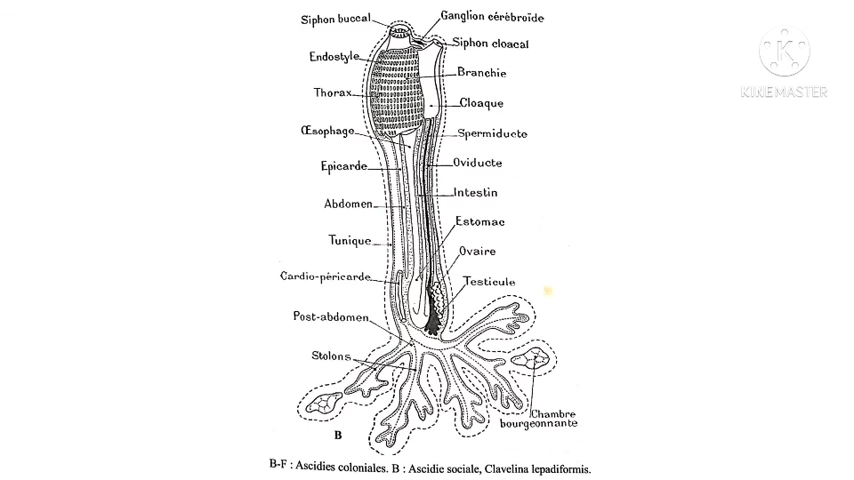 Siphon buccal
Ganglion cérèbroïde
Siphon cloacal
Endostyle
Branchie
Thorax
Cloaque
Œsophage
Spermiducte
Oviducte
Epicarde
Intestin
Abdomen
Estomac
Tunique
Ovaire
Cardio-péricarde
Testicule
Post-abdomen
Stolons
Chambre
bourgeonnante
B
B-F : Ascidies coloniales. B : Ascidie sociale, Clavelina lepadiformis.
K
KINEMASTER